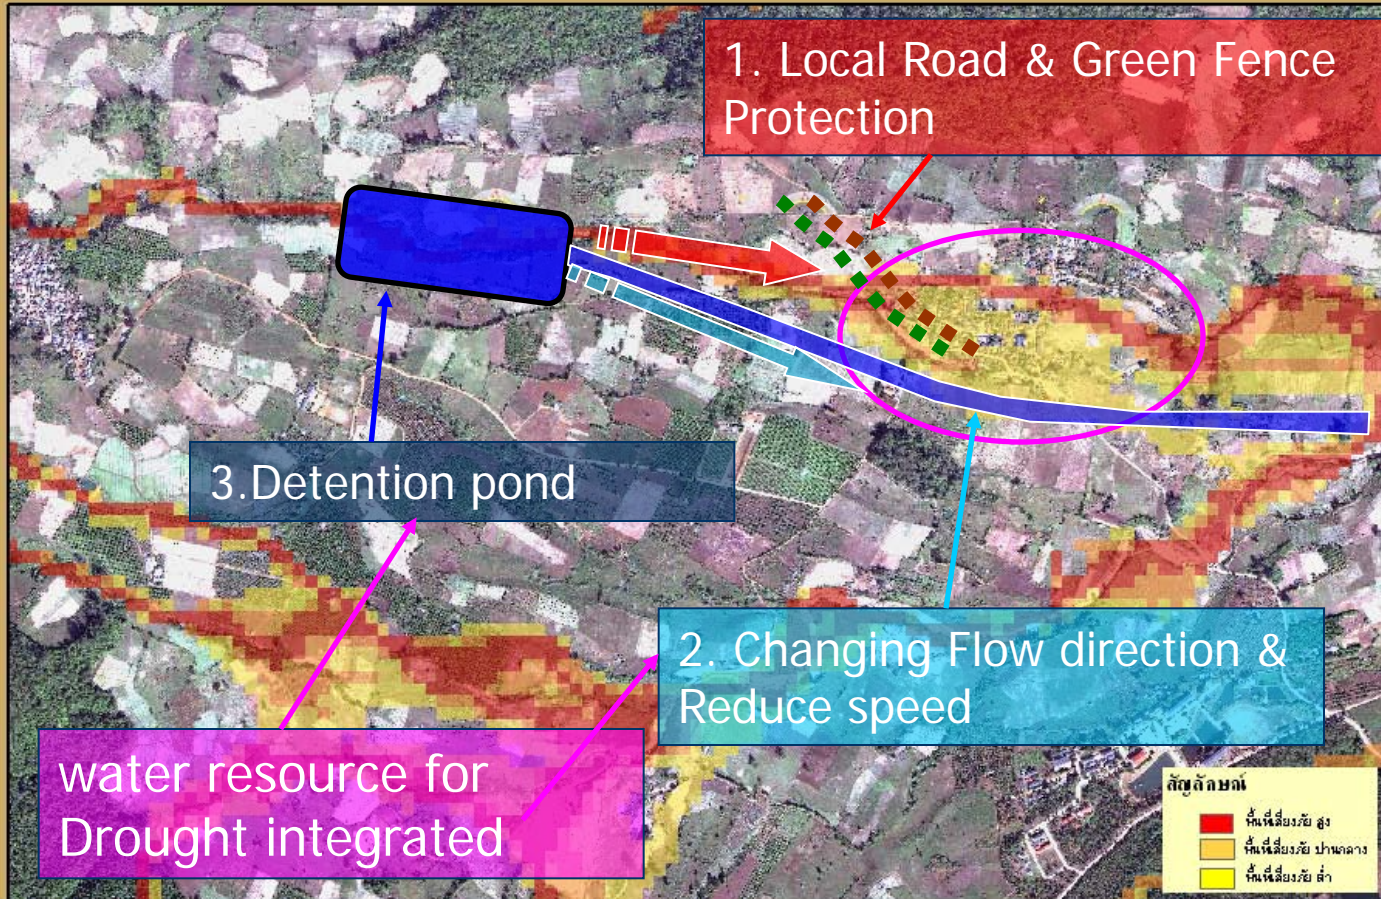 1. Local Road & Green Fence
Protection
3.Detention pond
2. Changing Flow direction &
Reduce speed
water resource for
Drought integrated
สัญลักษณ์
พื้นที่เสี่ยงภัย สูง
พื้นที่เสี่ยงภัย ปานกลาง
พื้นที่เสี่ยงภัย ต่ำ